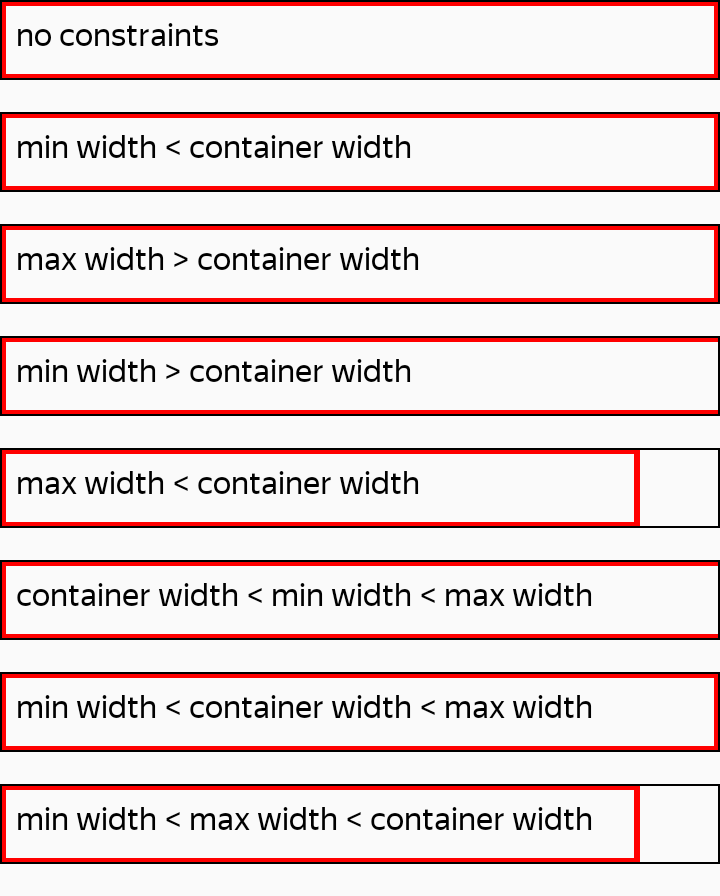 no constraints
min width < container width
max width > container width
min width > container width
max width < container width
container width < min width < max width
min width < container width < max width
min width < max width < container width